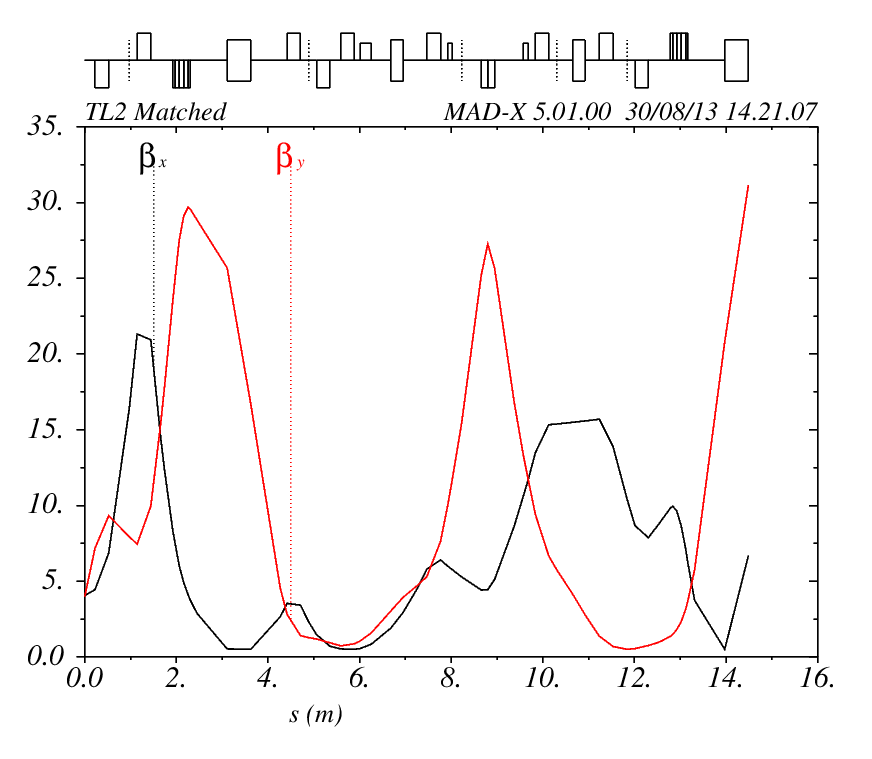 TL2 Matched MAD-X 5.01.00 30/08/13 14.21.07
35.
βx βy
30.
25.
20.
15.
10.
5.
0.0
0.0 2. 4. 6. 8. 10. 12. 14. 16.
s (m)